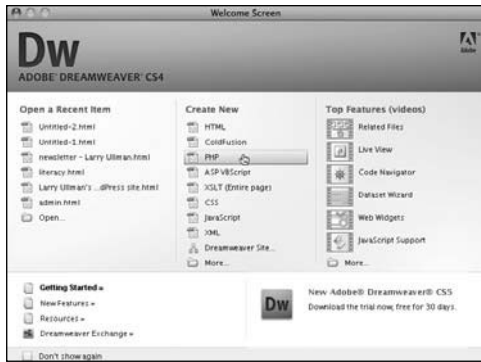 Welcome Screen
Dw
ADOBE® DREAMWEAVER® CS4
Adobe
Open a Recent Item
Untitled-2.html
Untitled-1.html
newsletter - Larry Ullman.html
literacy.html
Larry Ullman's ...dPress site.html
admin.html
Open...
Create New
HTML
ColdFusion
PHP
ASP VBScript
XSLT (Entire page)
CSS
JavaScript
XML
Dreamweaver Site...
More...
Top Features (videos)
Related Files
Live View
Code Navigator
Dataset Wizard
Web Widgets
JavaScript Support
More...
Getting Started »
New Features »
Resources »
Dreamweaver Exchange »
Dw
New Adobe® Dreamweaver® CS5
Download the trial now, free for 30 days.
Don't show again